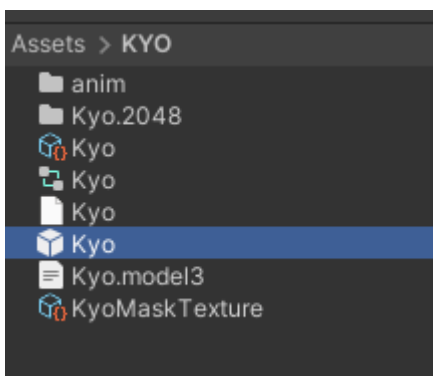 Assets > KYO
anim
Kyo.2048
Kyo
Kyo
Kyo
Kyo
Kyo.model3
KyoMaskTexture